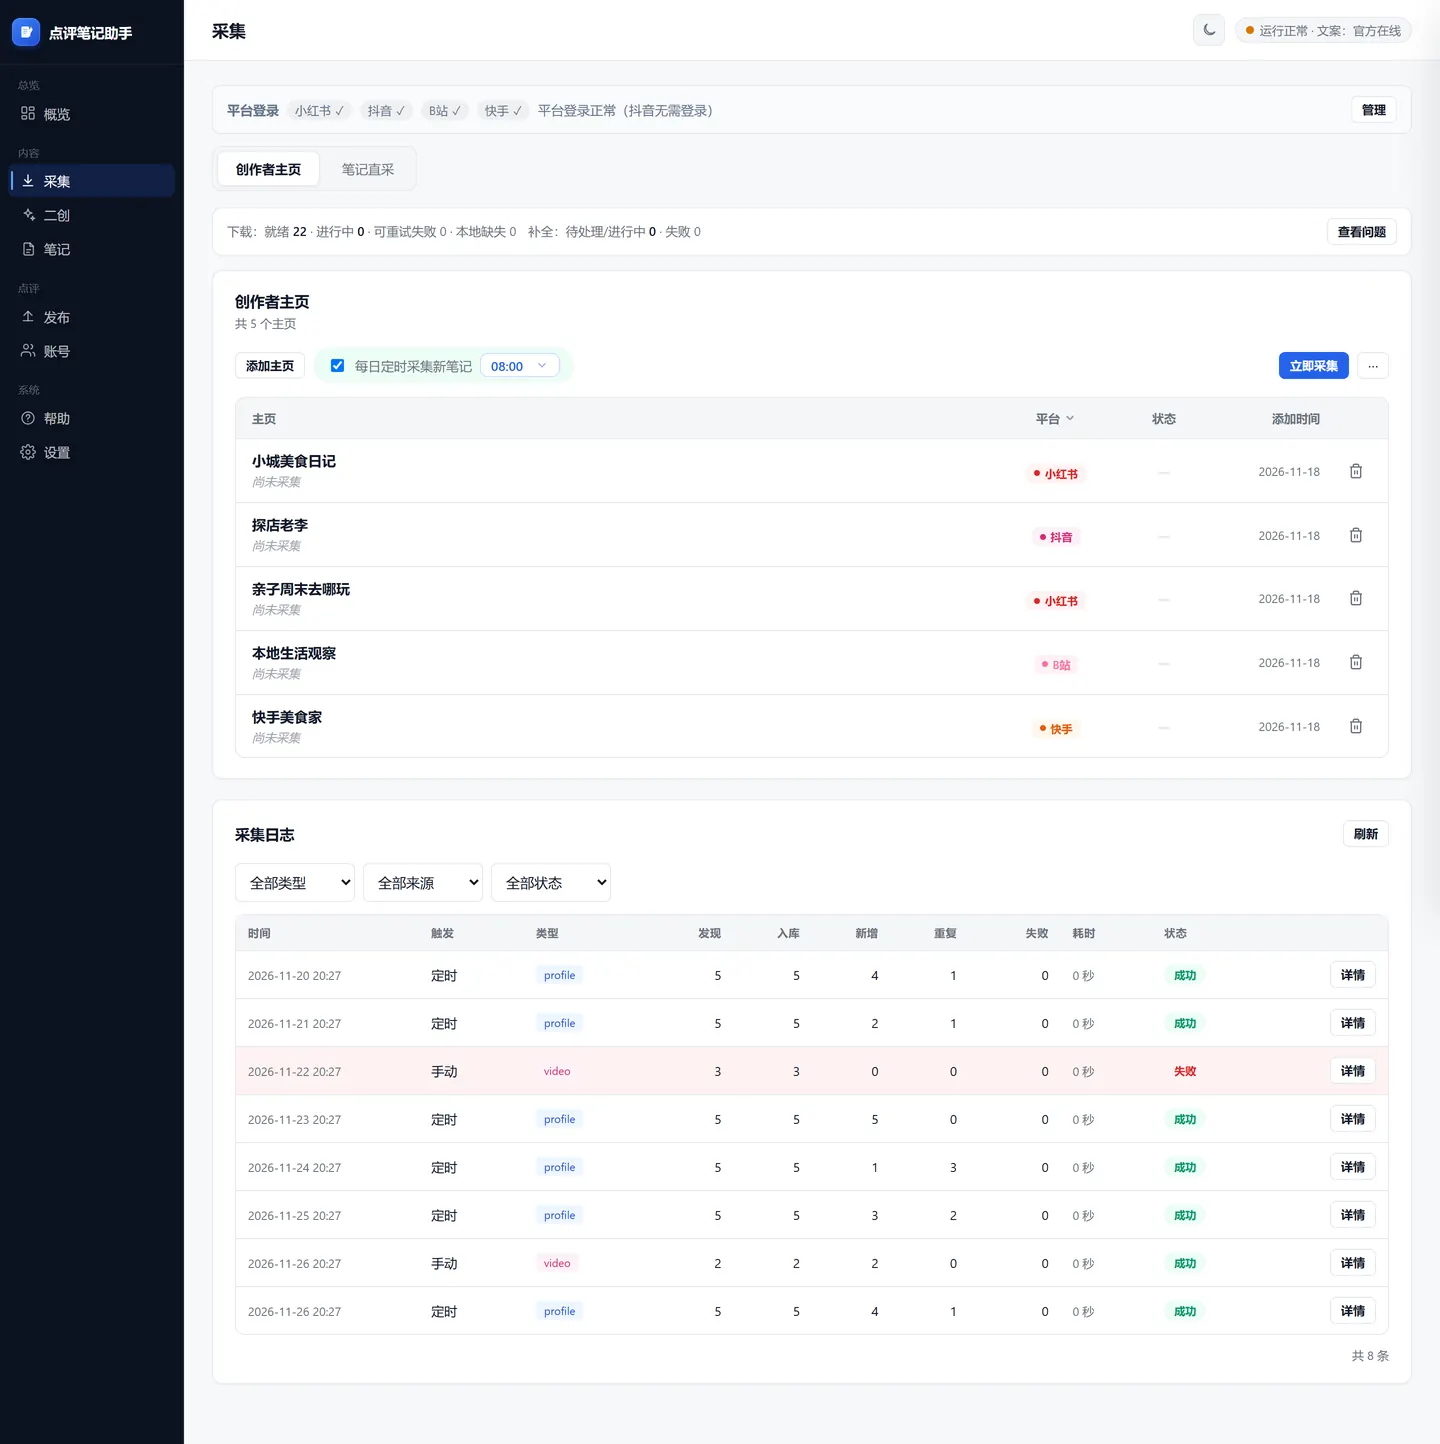 点评笔记助手
总览
概览
内容
采集
二创
笔记
点评
发布
账号
系统
帮助
设置
采集
运行正常 · 文案：官方在线
平台登录 小红书 ✓ 抖音 ✓ B站 ✓ 快手 ✓ 平台登录正常（抖音无需登录） 管理
创作者主页 笔记直采
下载：就绪 22 · 进行中 0 · 可重试失败 0 · 本地缺失 0 补全：待处理/进行中 0 · 失败 0 查看问题
创作者主页
共 5 个主页
添加主页 每日定时采集新笔记 08:00 立即采集 ...
主页 平台 状态 添加时间
小城美食日记
尚未采集
小红书 — 2026-11-18
探店老李
尚未采集
抖音 — 2026-11-18
亲子周末去哪玩
尚未采集
小红书 — 2026-11-18
本地生活观察
尚未采集
B站 — 2026-11-18
快手美食家
尚未采集
快手 — 2026-11-18
采集日志 刷新
全部类型 全部来源 全部状态
时间 触发 类型 发现 入库 新增 重复 失败 耗时 状态
2026-11-20 20:27 定时 profile 5 5 4 1 0 0 秒 成功 详情
2026-11-21 20:27 定时 profile 5 5 2 1 0 0 秒 成功 详情
2026-11-22 20:27 手动 video 3 3 0 0 0 0 秒 失败 详情
2026-11-23 20:27 定时 profile 5 5 5 0 0 0 秒 成功 详情
2026-11-24 20:27 定时 profile 5 5 1 3 0 0 秒 成功 详情
2026-11-25 20:27 定时 profile 5 5 3 2 0 0 秒 成功 详情
2026-11-26 20:27 手动 video 2 2 2 0 0 0 秒 成功 详情
2026-11-26 20:27 定时 profile 5 5 4 1 0 0 秒 成功 详情
共 8 条